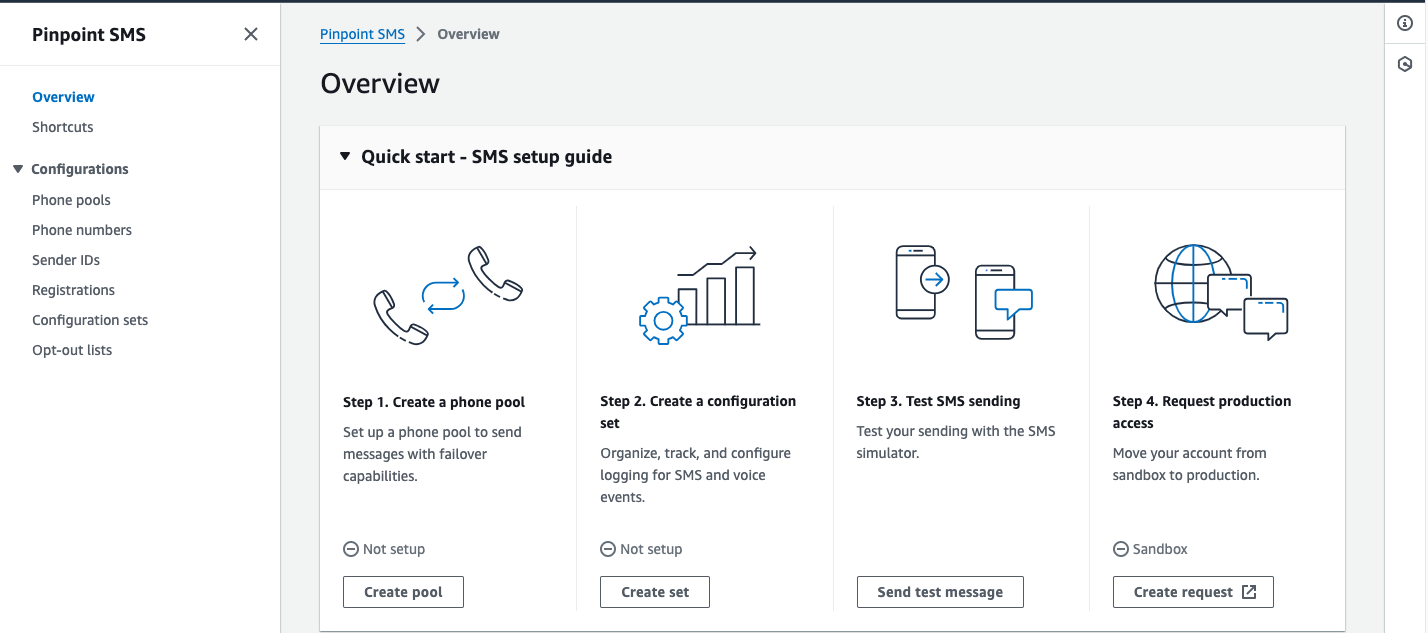 Pinpoint SMS
Overview
Shortcuts
Configurations
Phone pools
Phone numbers
Sender IDs
Registrations
Configuration sets
Opt-out lists
Pinpoint SMS
Overview
Overview
Quick start - SMS setup guide
Step 1. Create a phone pool
Set up a phone pool to send
messages with failover
capabilities.
Not setup
Create pool
Step 2. Create a configuration
set
Organize, track, and configure
logging for SMS and voice
events.
Not setup
Create set
Step 3. Test SMS sending
Test your sending with the SMS
simulator.
Send test message
Step 4. Request production
access
Move your account from
sandbox to production.
Sandbox
Create request